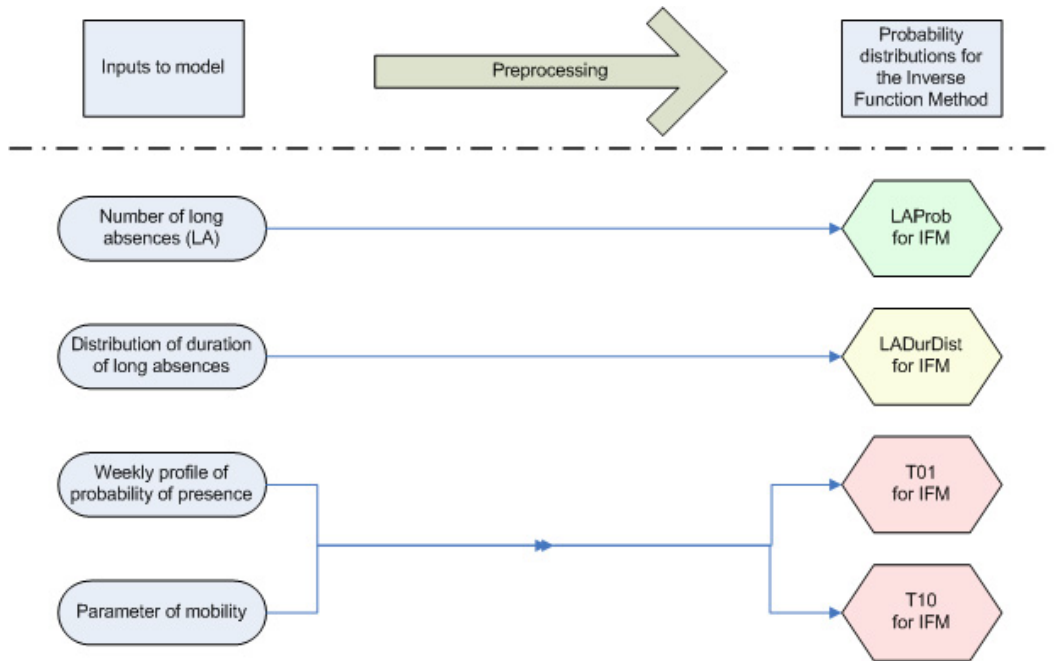 Inputs to model
Preprocessing
Probability
distributions for
the Inverse
Function Method
Number of long
absences (LA)
LAProb
for IFM
Distribution of duration
of long absences
LADurDist
for IFM
Weekly profile of
probability of presence
T01
for IFM
Parameter of mobility
T10
for IFM